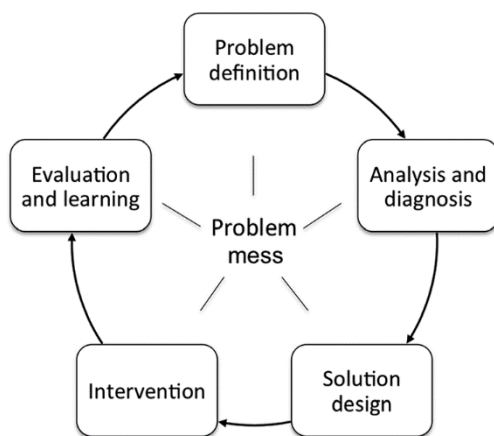 Problem
definition
Evaluation
and learning
Analysis and
diagnosis
Problem
mess
Intervention
Solution
design